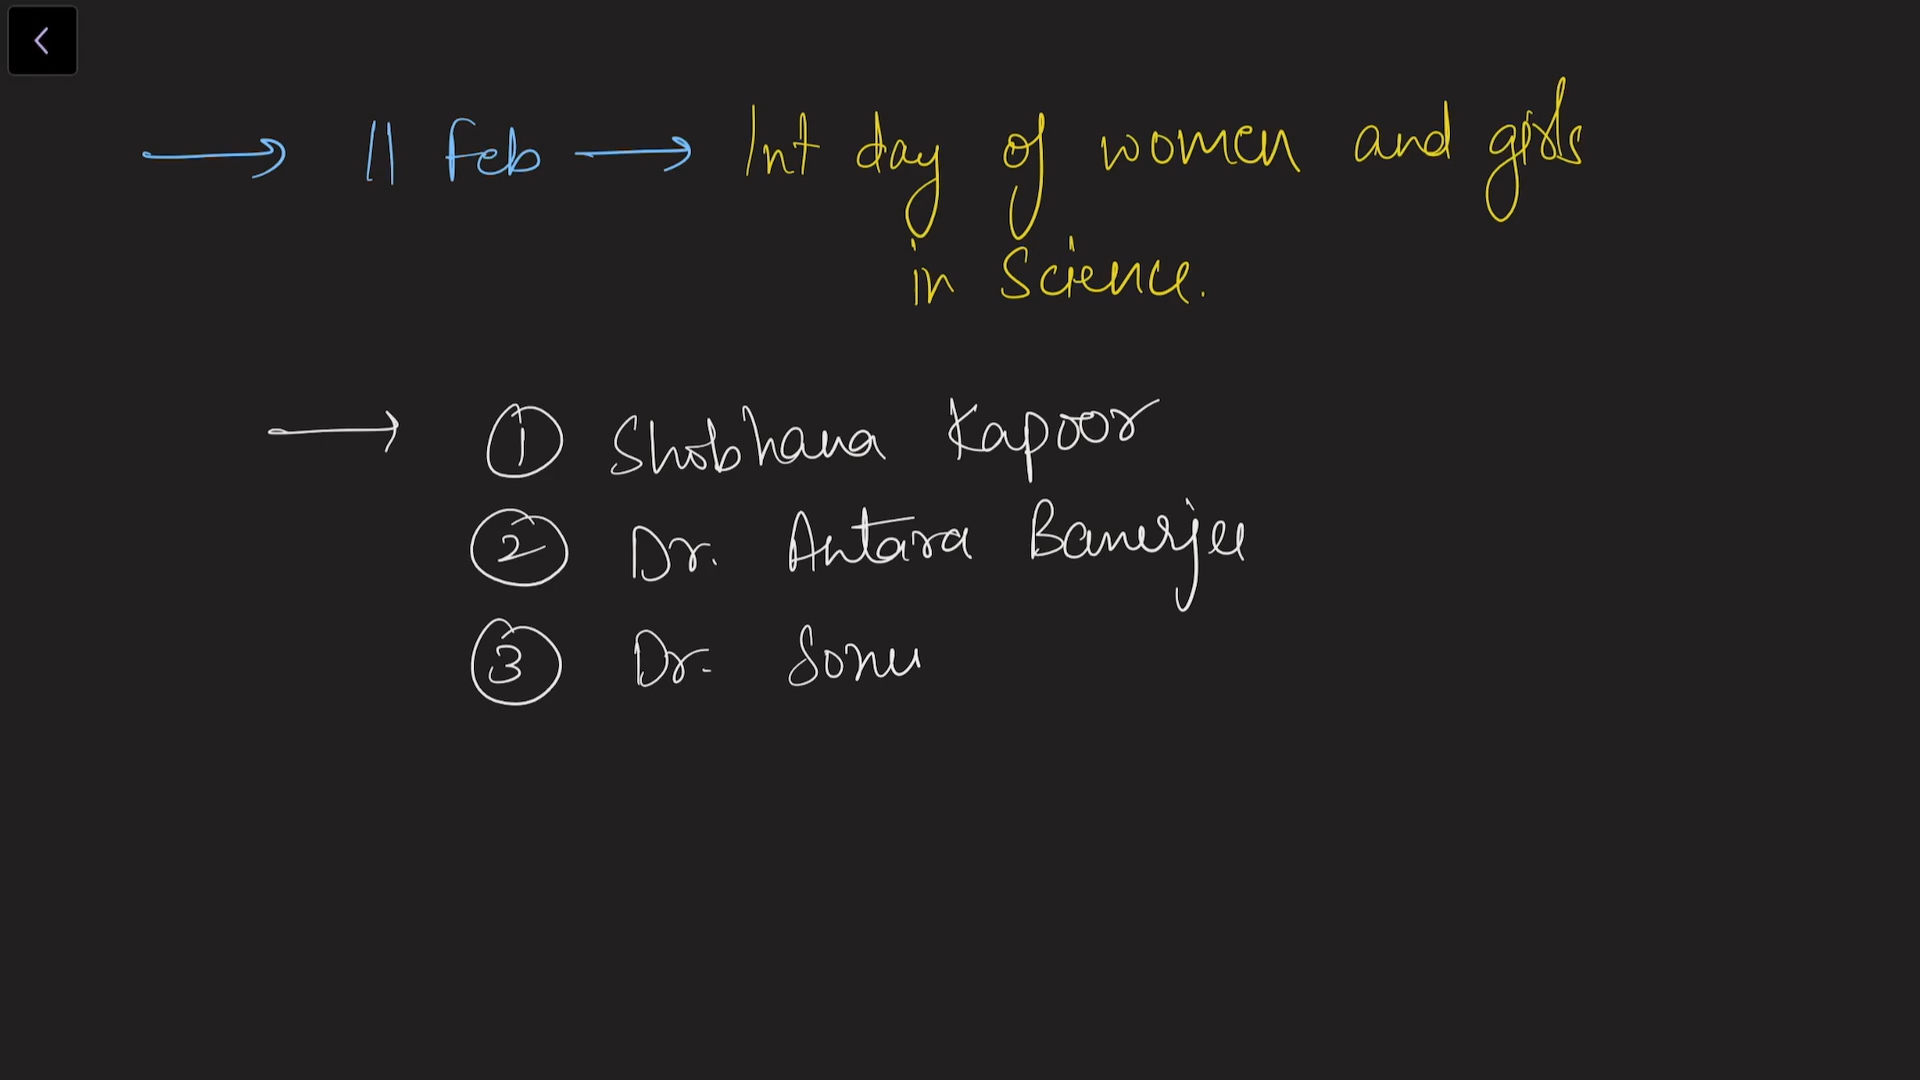 → 11 Feb → Int day of women and girls
in Science.
→ ① Shobhana Kapoor
② Dr. Antara Banerjee
③ Dr. Sonu